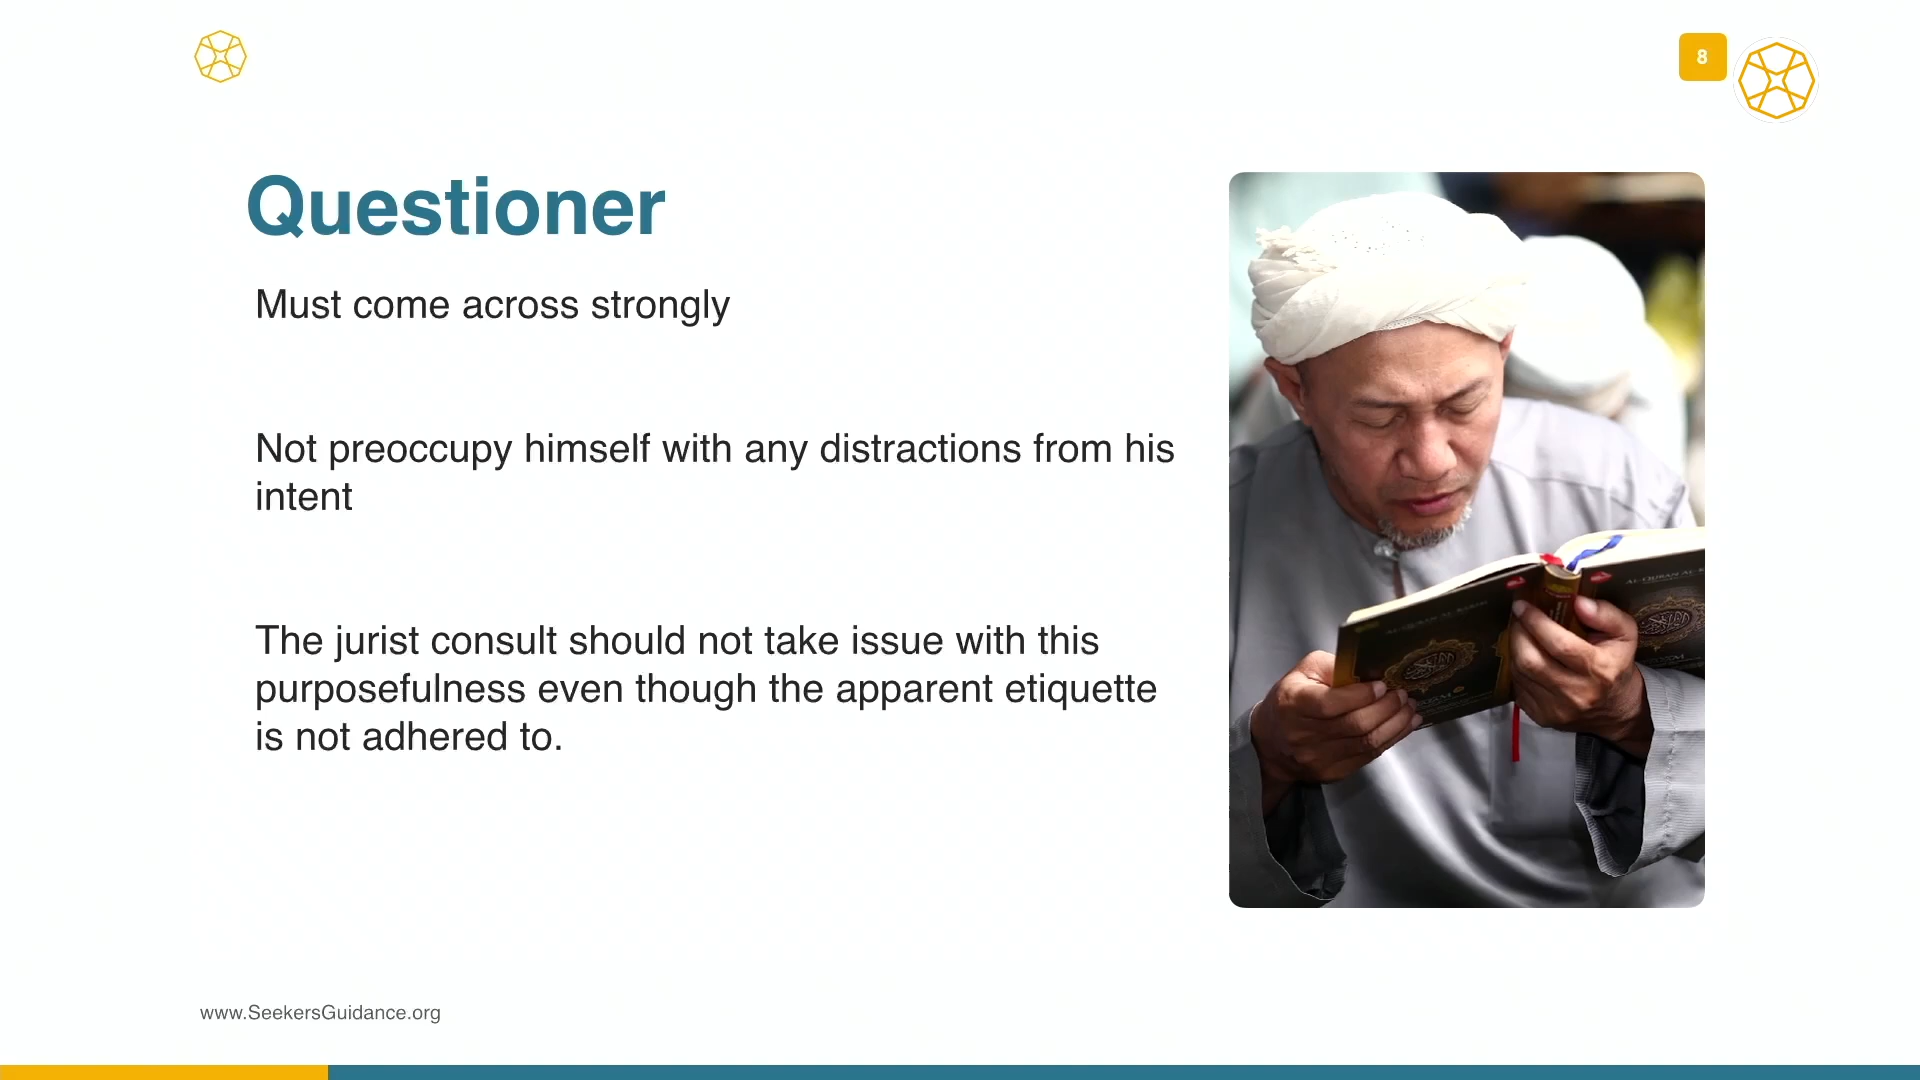 8
Questioner
Must come across strongly
Not preoccupy himself with any distractions from his
intent
The jurist consult should not take issue with this
purposefulness even though the apparent etiquette
is not adhered to.
www.SeekersGuidance.org